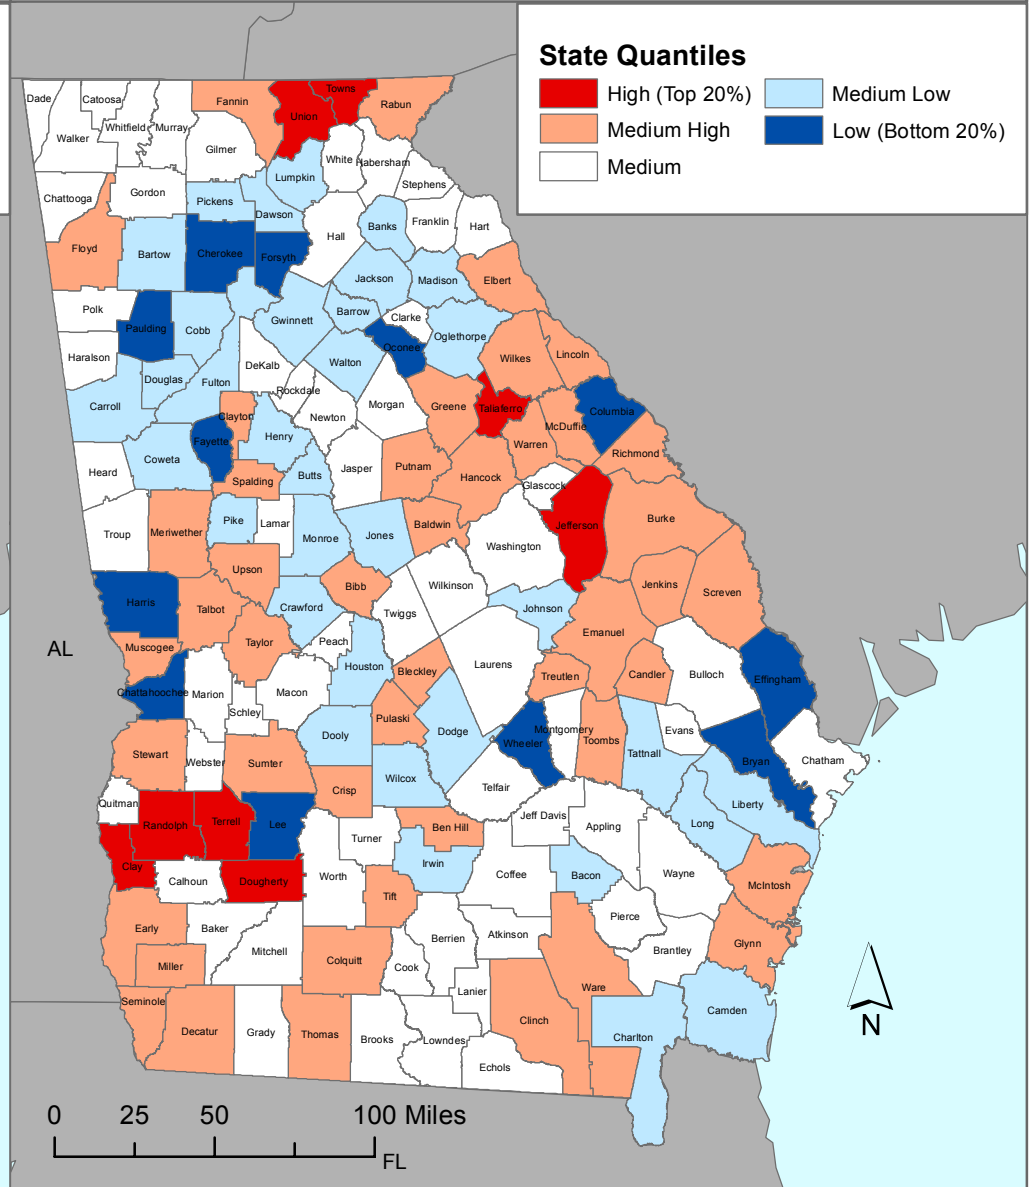 State Quantiles
High (Top 20%)
Medium Low
Medium High
Low (Bottom 20%)
Medium
Dade
Catoosa
Fannin
Towns
Union
Rabun
Walker
Whitfield
Murray
Gilmer
White
Habersham
Lumpkin
Stephens
Chattooga
Gordon
Pickens
Dawson
Banks
Franklin
Hart
Hall
Floyd
Bartow
Cherokee
Forsyth
Jackson
Madison
Elbert
Polk
Paulding
Cobb
Gwinnett
Barrow
Clarke
Oglethorpe
Oconee
Haralson
DeKalb
Walton
Wilkes
Lincoln
Douglas
Fulton
Rockdale
Carroll
Clayton
Newton
Morgan
Greene
Taliaferro
Columbia
McDuffie
Fayette
Henry
Warren
Richmond
Heard
Coweta
Spalding
Butts
Jasper
Putnam
Hancock
Glascock
Troup
Meriwether
Pike
Lamar
Monroe
Jones
Baldwin
Washington
Jefferson
Burke
Upson
Bibb
Wilkinson
Jenkins
Screven
Harris
Talbot
Crawford
Twiggs
Johnson
Emanuel
AL
Muscogee
Taylor
Peach
Houston
Bleckley
Laurens
Treutlen
Candler
Bulloch
Effingham
Chattahoochee
Marion
Macon
Schley
Pulaski
Dodge
Wheeler
Montgomery
Toombs
Tattnall
Evans
Bryan
Chatham
Stewart
Webster
Sumter
Dooly
Wilcox
Telfair
Crisp
Quitman
Randolph
Terrell
Lee
Turner
Ben Hill
Jeff Davis
Appling
Long
Liberty
Clay
Calhoun
Dougherty
Worth
Irwin
Coffee
Bacon
Wayne
McIntosh
Tift
Early
Baker
Mitchell
Berrien
Atkinson
Pierce
Brantley
Glynn
Miller
Colquitt
Cook
Lanier
Ware
Seminole
Decatur
Grady
Thomas
Brooks
Lowndes
Clinch
Echols
Charlton
Camden
N
0 25 50 100 Miles
FL